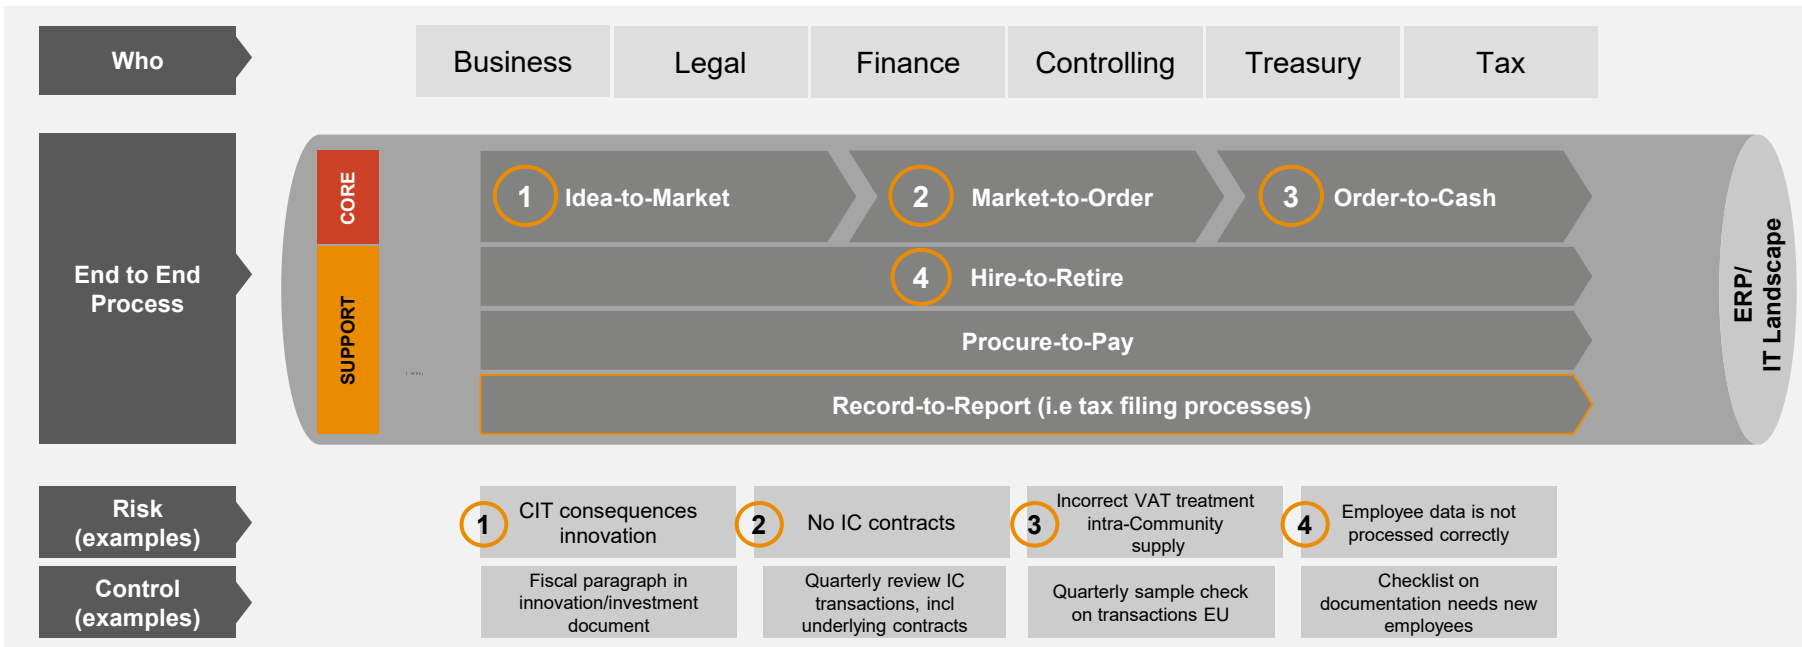 Who
Business
Legal
Finance
Controlling
Treasury
Tax
End to End
Process
CORE
SUPPORT
1 Idea-to-Market
2 Market-to-Order
3 Order-to-Cash
4 Hire-to-Retire
Procure-to-Pay
Record-to-Report (i.e tax filing processes)
ERP/
IT Landscape
Risk
(examples)
1
CIT consequences
innovation
2
No IC contracts
3
Incorrect VAT treatment
intra-Community
supply
4
Employee data is not
processed correctly
Control
(examples)
Fiscal paragraph in
innovation/investment
document
Quarterly review IC
transactions, incl
underlying contracts
Quarterly sample check
on transactions EU
Checklist on
documentation needs new
employees